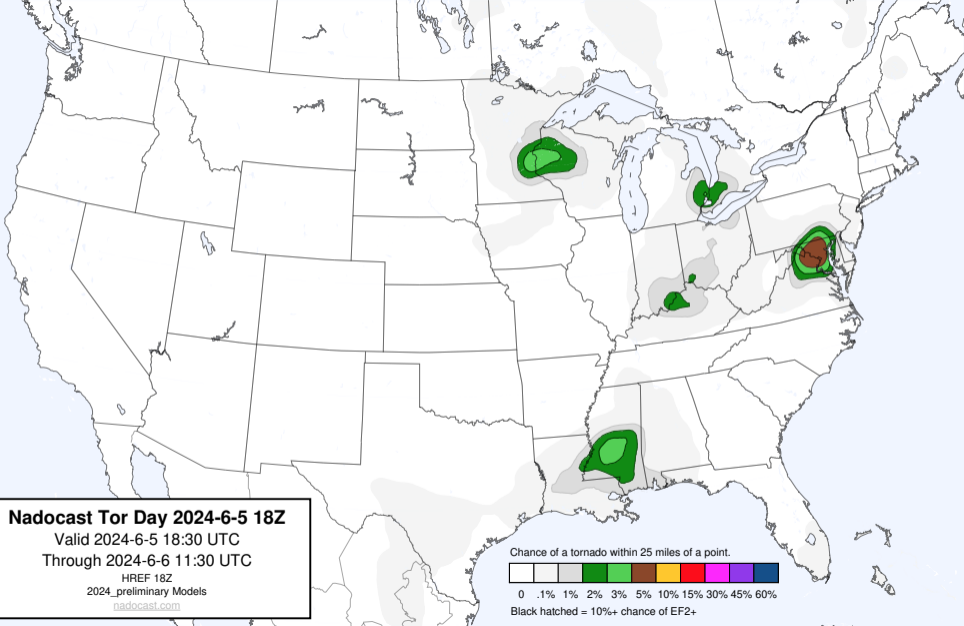 Nadocast Tor Day 2024-6-5 18Z
Valid 2024-6-5 18:30 UTC
Through 2024-6-6 11:30 UTC
HREF 18Z
2024_preliminary Models
nadocast.com
Chance of a tornado within 25 miles of a point.
0 .1% 1% 2% 3% 5% 10% 15% 30% 45% 60%
Black hatched = 10%+ chance of EF2+